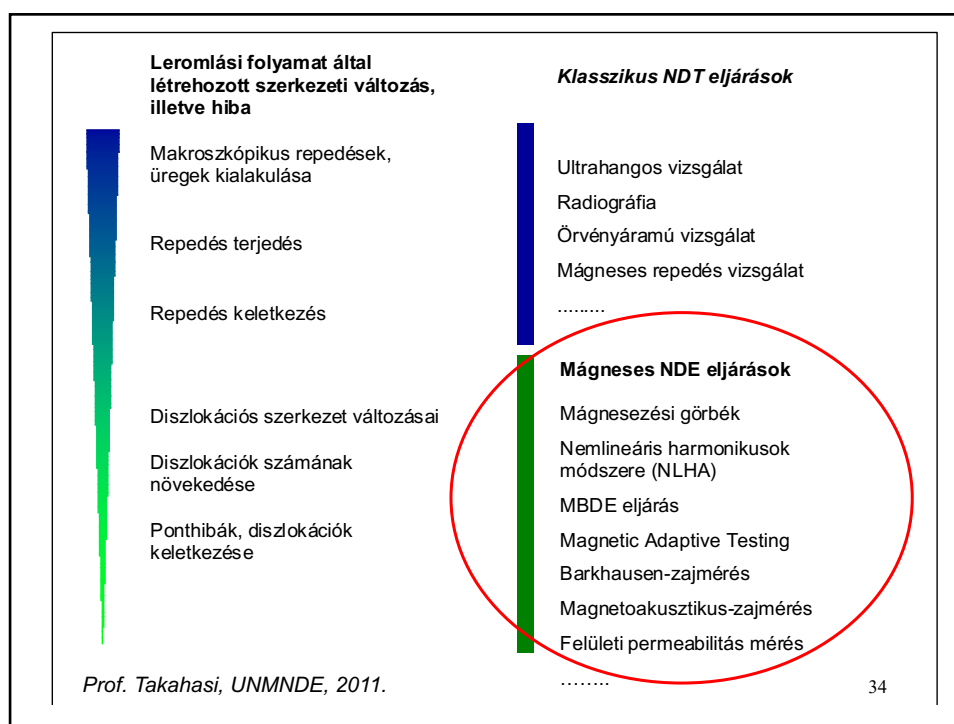 Leromlási folyamat által
létrehozott szerkezeti változás,
illetve hiba
Makroszkópikus repedések,
üregek kialakulása
Repedés terjedés
Repedés keletkezés
Diszlokációs szerkezet változásai
Diszlokációk számának
növekedése
Ponthibák, diszlokációk
keletkezése
Klasszikus NDT eljárások
Ultrahangos vizsgálat
Radiográfia
Örvényáramú vizsgálat
Mágneses repedés vizsgálat
.........
Mágneses NDE eljárások
Mágnesezési görbék
Nemlineáris harmonikusok
módszere (NLHA)
MBDE eljárás
Magnetic Adaptive Testing
Barkhausen-zajmérés
Magnetoakusztikus-zajmérés
Felületi permeabilitás mérés
........
Prof. Takahasi, UNMNDE, 2011.
34